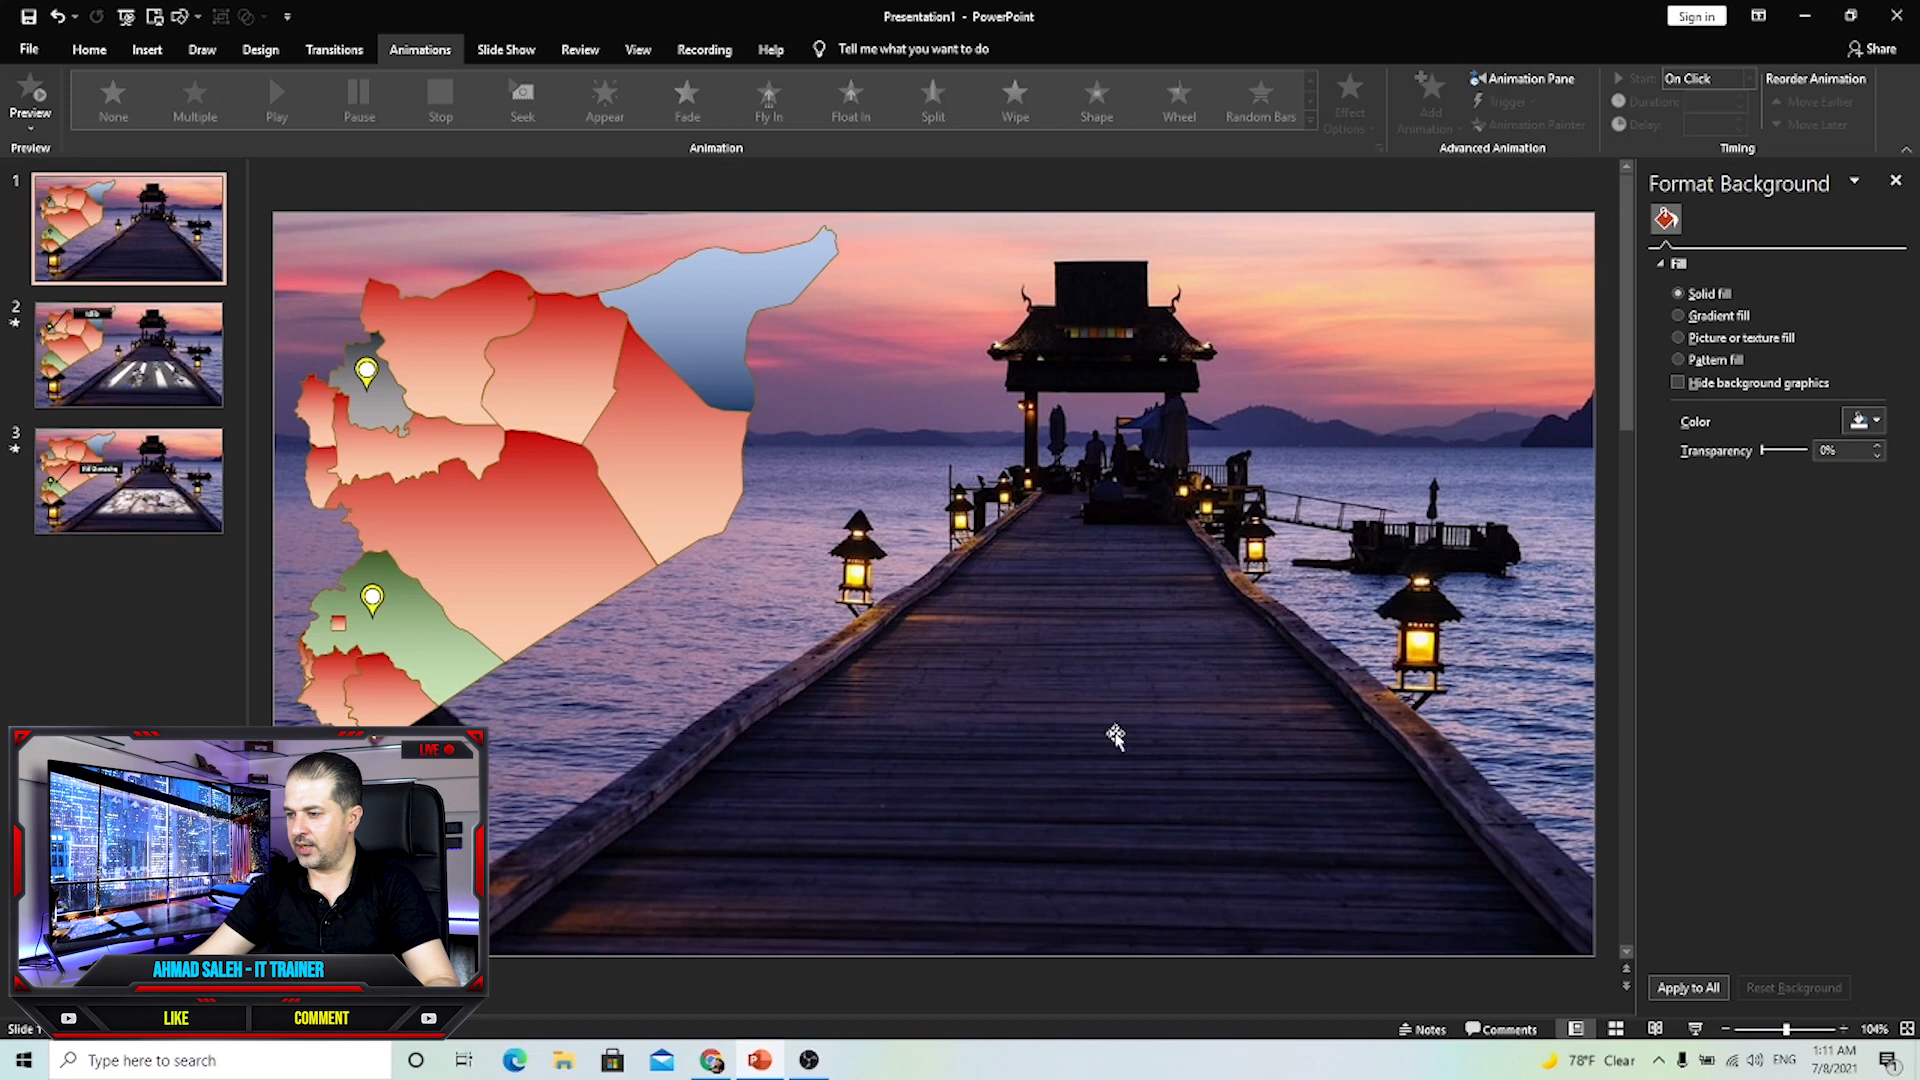 Presentation1 - PowerPoint
Sign in
File
Home
Insert
Draw
Design
Transitions
Animations
Slide Show
Review
View
Recording
Help
Tell me what you want to do
Share
Preview
None
Multiple
Play
Pause
Stop
Seek
Appear
Fade
Fly In
Float In
Split
Wipe
Shape
Wheel
Random Bars
Effect
Options
Add
Animation
Animation Pane
Trigger
Animation Painter
Start:
On Click
Duration:
Delay:
Reorder Animation
Move Earlier
Move Later
Preview
Animation
Advanced Animation
Timing
1
2
3
Format Background
Fill
Solid fill
Gradient fill
Picture or texture fill
Pattern fill
Hide background graphics
Color
Transparency
0%
Apply to All
Reset Background
LIVE
AHMAD SALEH - IT TRAINER
LIKE
COMMENT
Slide 1
Notes
Comments
104%
Type here to search
78°F Clear
ENG
1:11 AM
7/8/2021